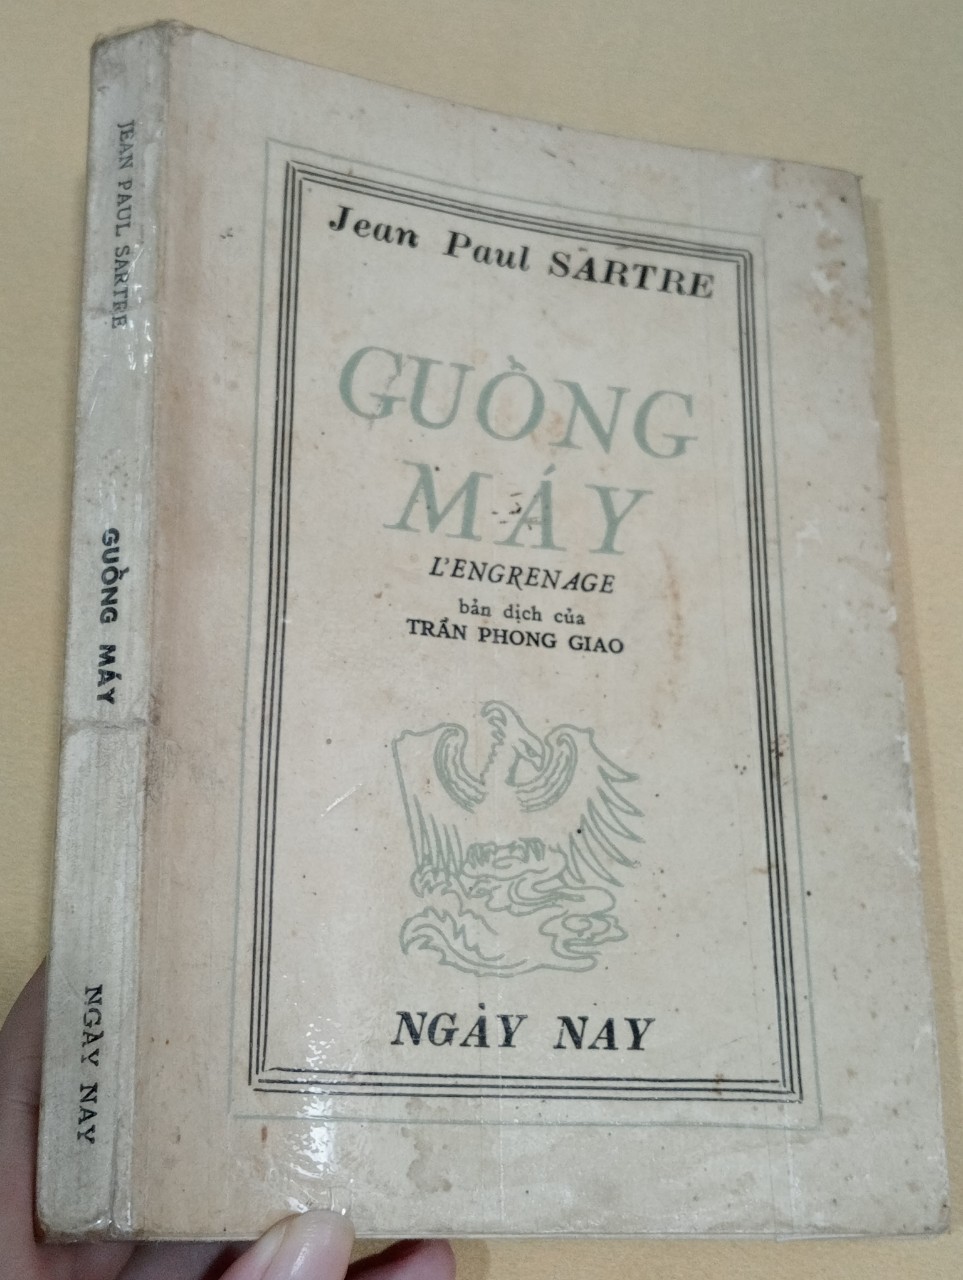 Jean Paul SARTRE
GUỒNG
MÁY
L'ENGRENAGE
bản dịch của
TRẦN PHONG GIAO
NGÀY NAY
JEAN PAUL SARTRE
GUỒNG MÁY
NGÀY NAY